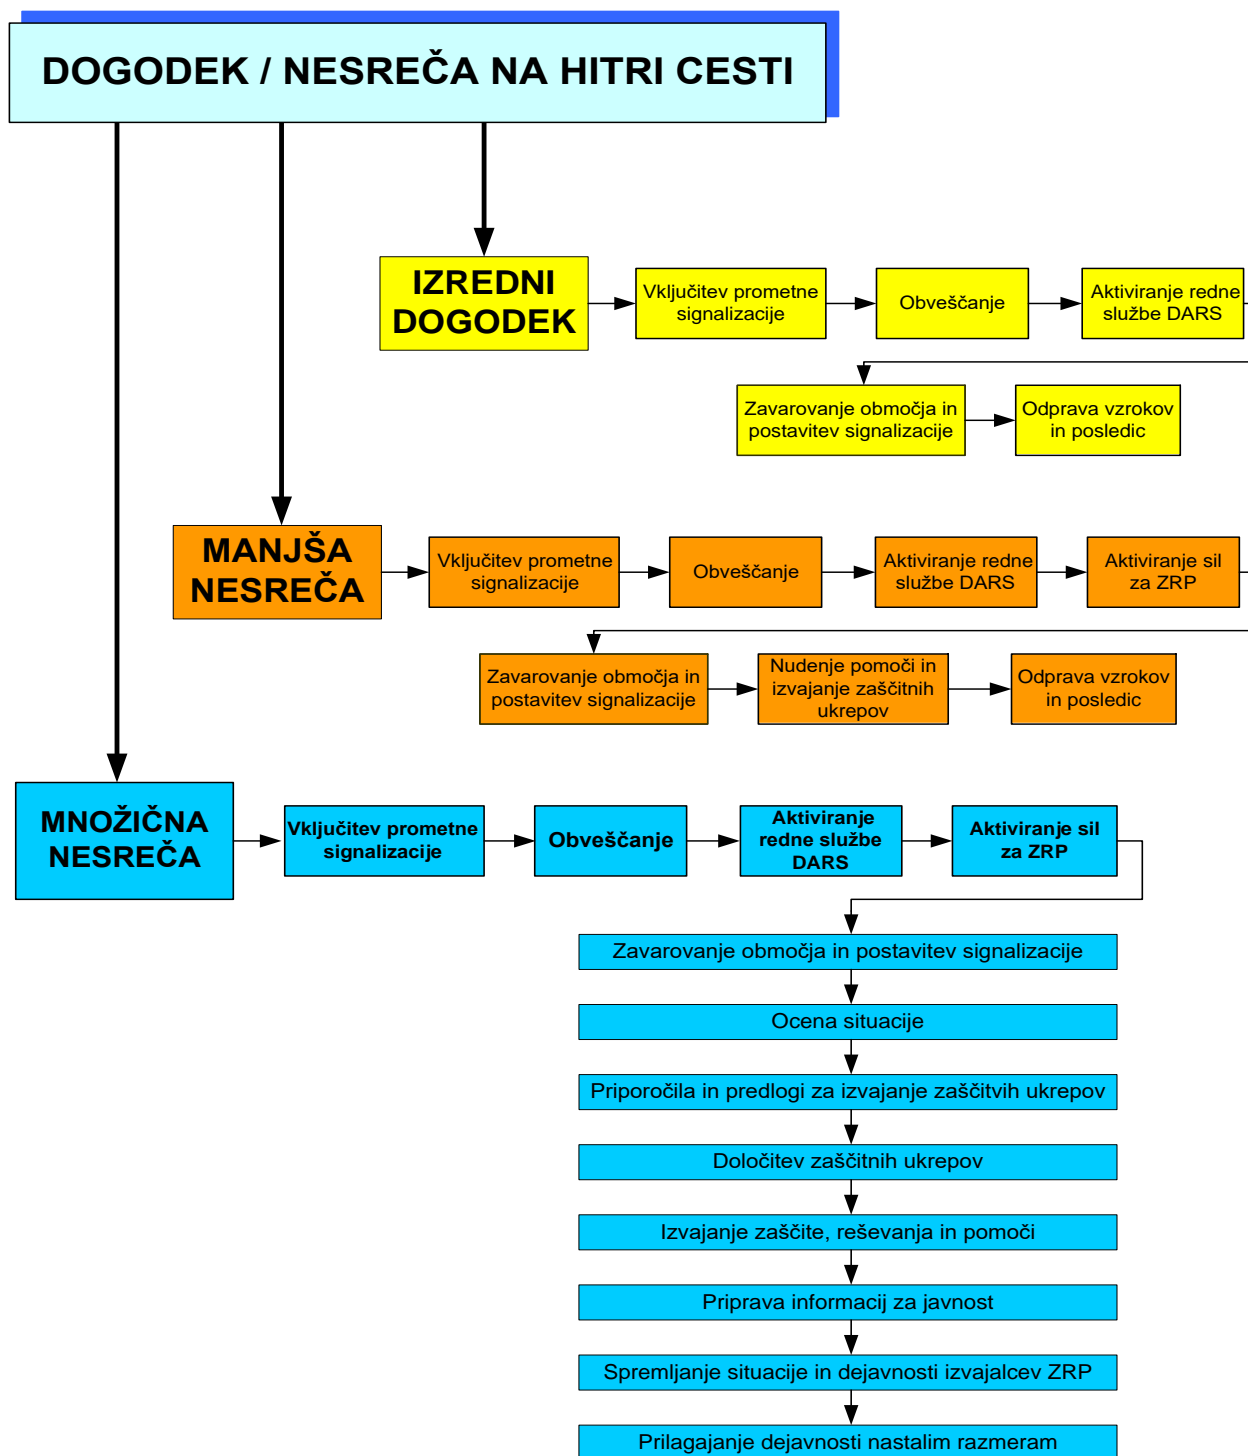 DOGODEK / NESREČA NA HITRI CESTI
IZREDNI
DOGODEK
Vključitev prometne
signalizacije
Obveščanje
Aktiviranje redne
službe DARS
Zavarovanje območja in
postavitev signalizacije
Odprava vzrokov
in posledic
MANJŠA
NESREČA
Vključitev prometne
signalizacije
Obveščanje
Aktiviranje redne
službe DARS
Aktiviranje sil
za ZRP
Zavarovanje območja in
postavitev signalizacije
Nudenje pomoči in
izvajanje zaščitnih
ukrepov
Odprava vzrokov
in posledic
MNOŽIČNA
NESREČA
Vključitev prometne
signalizacije
Obveščanje
Aktiviranje
redne službe
DARS
Aktiviranje sil
za ZRP
Zavarovanje območja in postavitev signalizacije
Ocena situacije
Priporočila in predlogi za izvajanje zaščitvih ukrepov
Določitev zaščitnih ukrepov
Izvajanje zaščite, reševanja in pomoči
Priprava informacij za javnost
Spremljanje situacije in dejavnosti izvajalcev ZRP
Prilagajanje dejavnosti nastalim razmeram